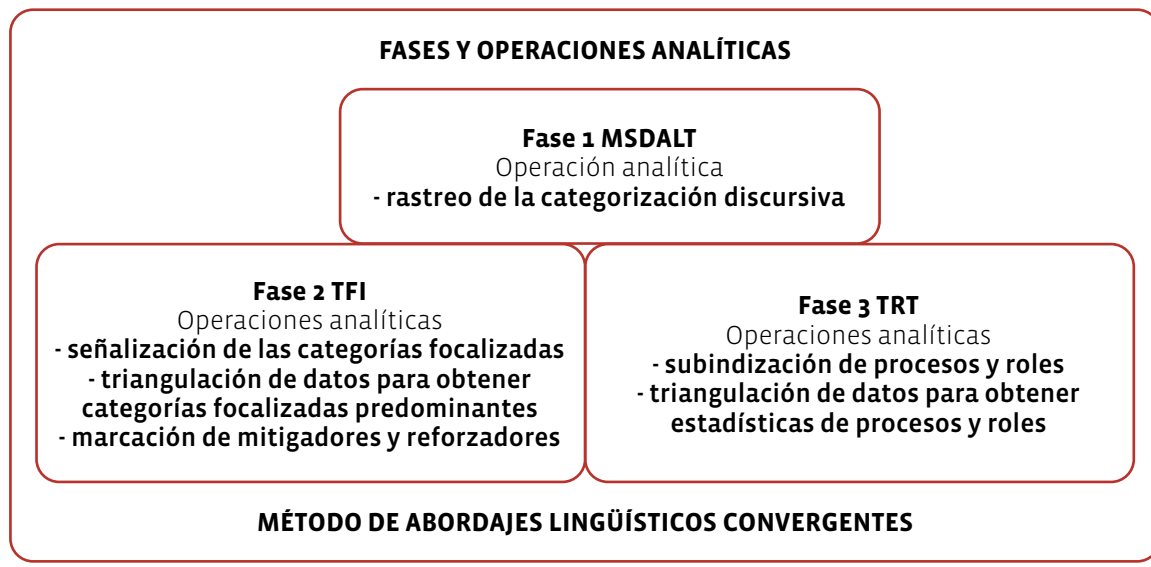 FASES Y OPERACIONES ANALÍTICAS
Fase 1 MSDALT
Operación analítica
- rastreo de la categorización discursiva
Fase 2 TFI
Operaciones analíticas
- señalización de las categorías focalizadas
- triangulación de datos para obtener
categorías focalizadas predominantes
- marcación de mitigadores y reforzadores
Fase 3 TRT
Operaciones analíticas
- subindización de procesos y roles
- triangulación de datos para obtener
estadísticas de procesos y roles
MÉTODO DE ABORDAJES LINGÜÍSTICOS CONVERGENTES